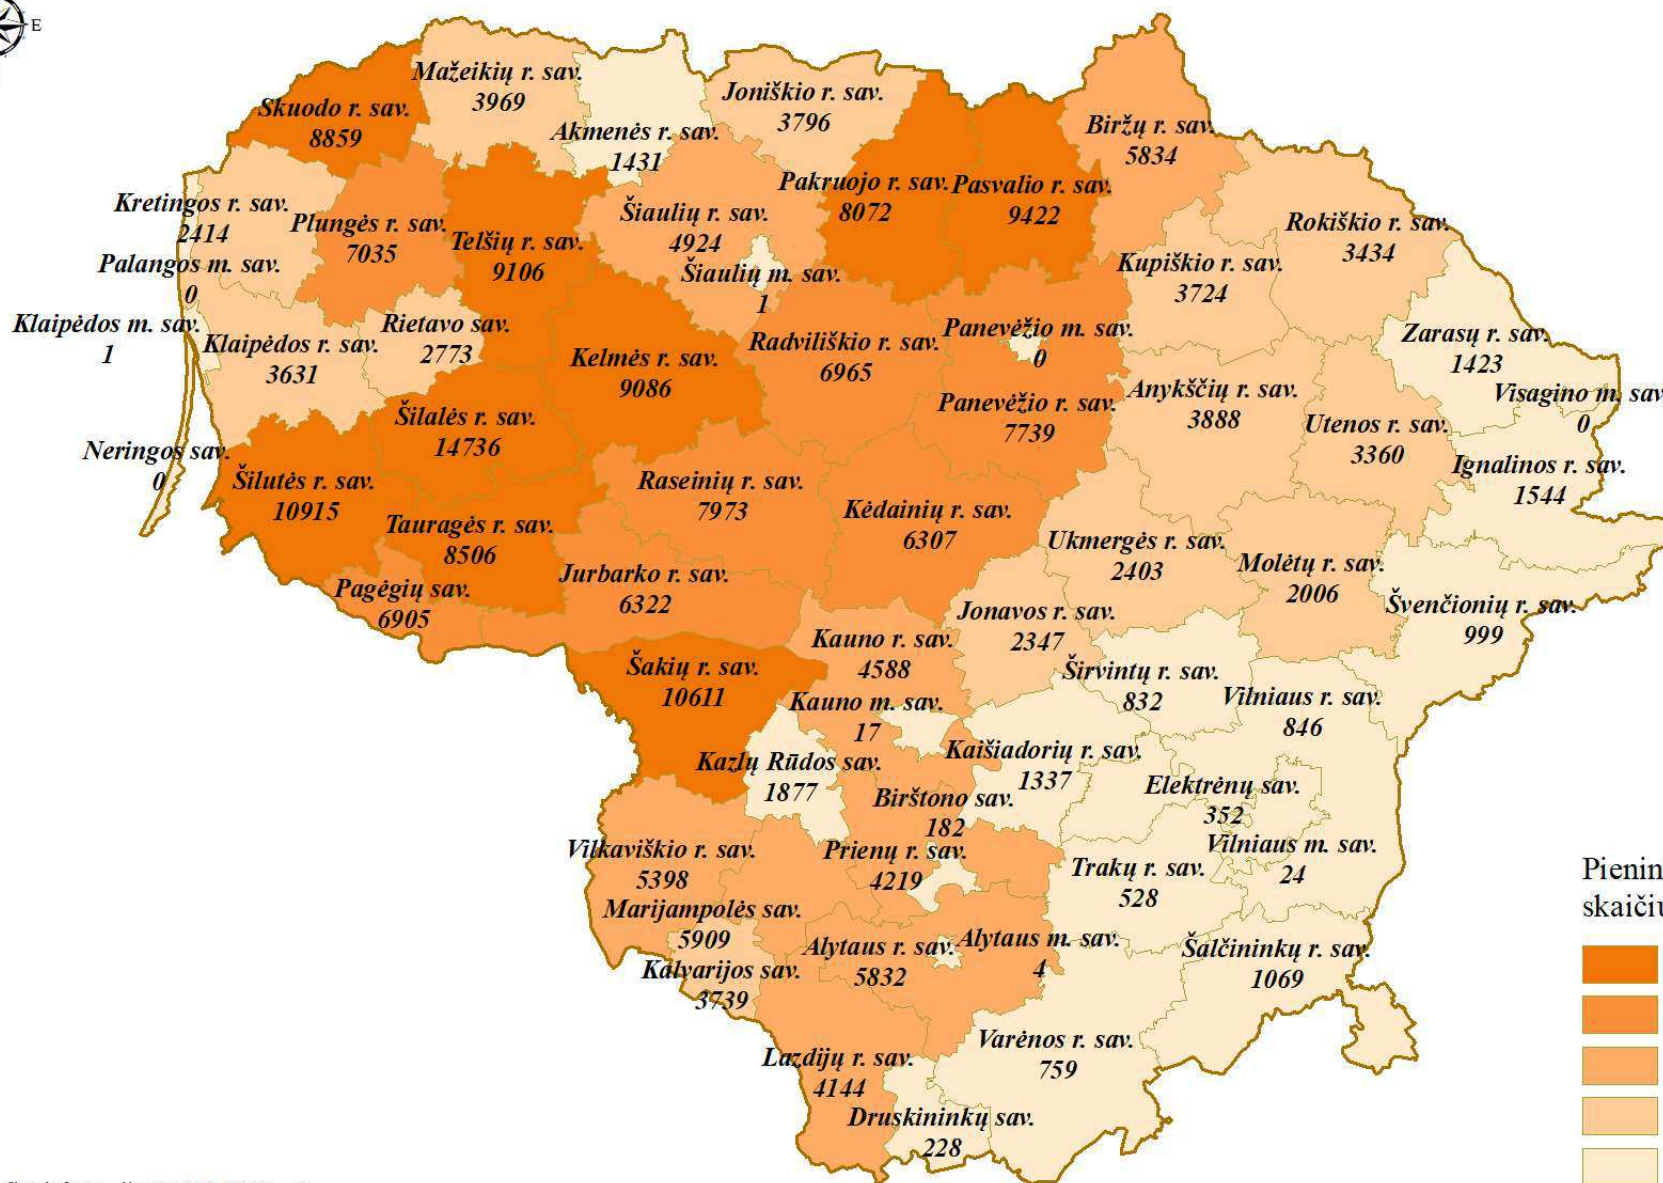 E
Mažeikių r. sav.
3969
Skuodo r. sav.
8859
Akmenės r. sav.
1431
Joniškio r. sav.
3796
Biržų r. sav.
5834
Pakruojo r. sav.
8072
Pasvalio r. sav.
9422
Kretingos r. sav.
2414
Plungės r. sav.
7035
Telšių r. sav.
9106
Šiaulių r. sav.
4924
Šiaulių m. sav.
1
Rokiškio r. sav.
3434
Kupiškio r. sav.
3724
Palangos m. sav.
0
Klaipėdos m. sav.
1
Klaipėdos r. sav.
3631
Rietavo sav.
2773
Kelmės r. sav.
9086
Radviliškio r. sav.
6965
Panevėžio m. sav.
0
Panevėžio r. sav.
7739
Zarasų r. sav.
1423
Visagino m. sav
0
Anykščių r. sav.
3888
Utenos r. sav.
3360
Ignalinos r. sav.
1544
Neringos sav.
0
Šilalės r. sav.
14736
Šilutės r. sav.
10915
Tauragės r. sav.
8506
Raseinių r. sav.
7973
Kėdainių r. sav.
6307
Ukmergės r. sav.
2403
Molėtų r. sav.
2006
Švenčionių r. sav.
999
Pagėgių sav.
6905
Jurbarko r. sav.
6322
Jonavos r. sav.
2347
Kauno r. sav.
4588
Šakių r. sav.
10611
Širvintų r. sav.
832
Vilniaus r. sav.
846
Kauno m. sav.
17
Kaišiadorių r. sav.
1337
Kazlų Rūdos sav.
1877
Birštono sav.
182
Elektrėnų sav.
352
Vilkaviškio r. sav.
5398
Prienų r. sav.
4219
Vilniaus m. sav.
24
Trakų r. sav.
528
Marijampolės sav.
5909
Alytaus r. sav.
5832
Alytaus m. sav.
4
Šalčininkų r. sav.
1069
Kalvarijos sav.
3739
Varėnos r. sav.
759
Lazdijų r. sav.
4144
Druskininkų sav.
228
Pienin
skaičiu